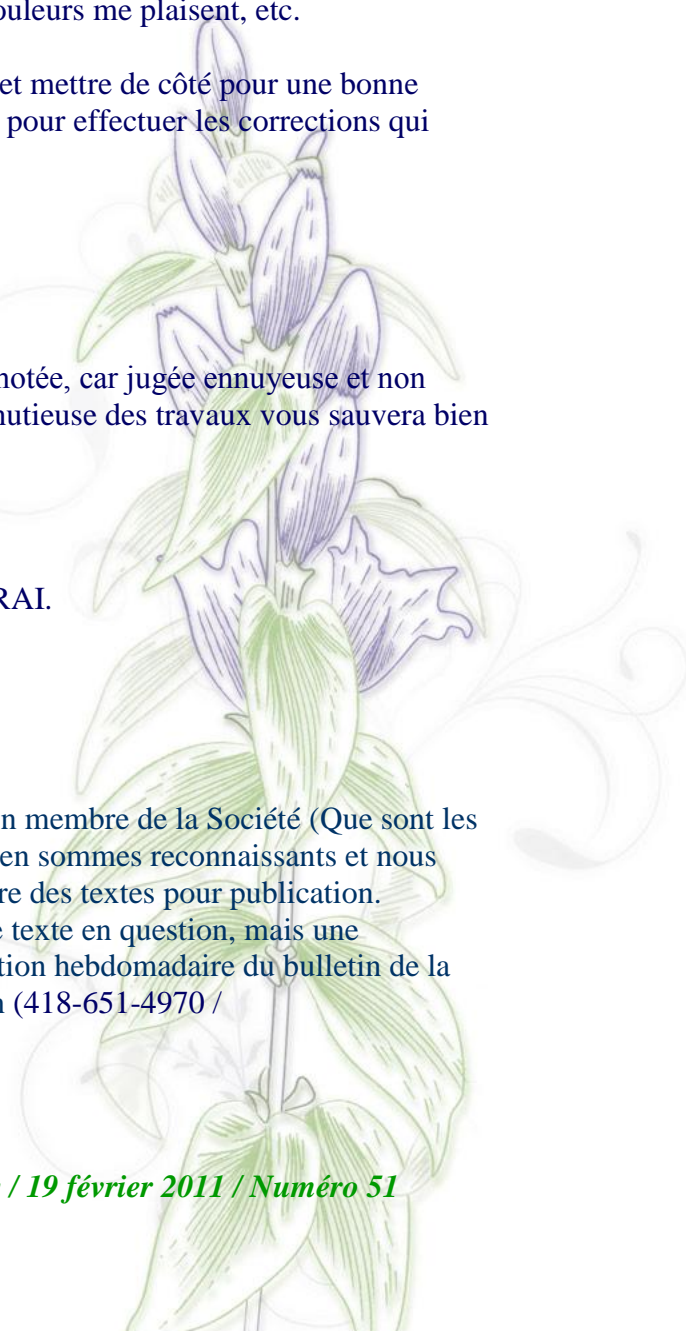 ouleurs me plaisent, etc.
et mettre de côté pour une bonne
pour effectuer les corrections qui
notée, car jugée ennuyeuse et non
nutieuse des travaux vous sauvera bien
RAI.
n membre de la Société (Que sont les
en sommes reconnaissants et nous
re des textes pour publication.
e texte en question, mais une
tion hebdomadaire du bulletin de la
n (418-651-4970 /
/ 19 février 2011 / Numéro 51